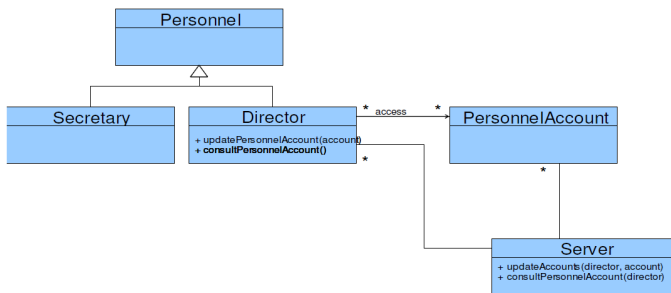 Personnel
Secretary
Director
+ updatePersonnelAccount(account)
+ consultPersonnelAccount()
* access *
PersonnelAccount
*
*
Server
+ updateAccounts(director, account)
+ consultPersonnelAccount(director)